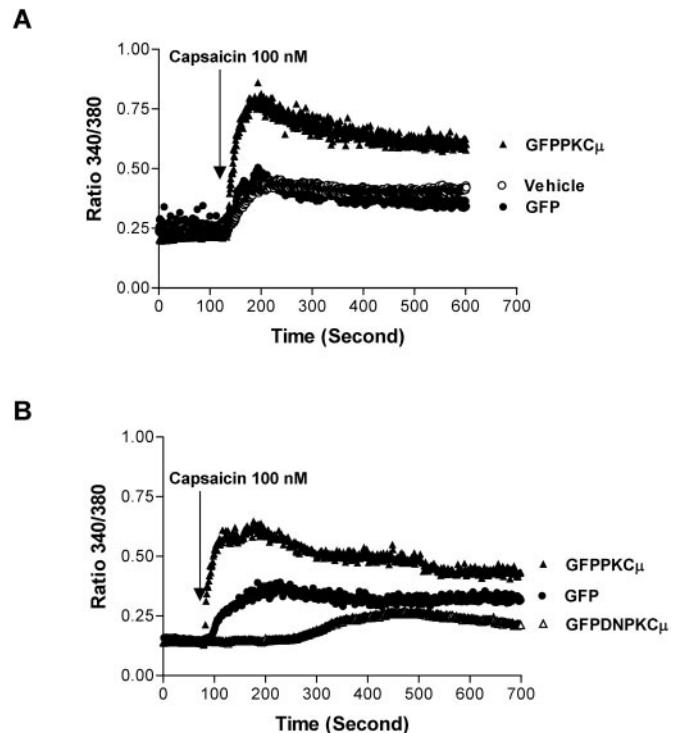 A
1.00
Capsaicin 100 nM
0.75
Ratio 340/380
GFPPKCμ
0.50
Vehicle
GFP
0.25
0.00
0 100 200 300 400 500 600 700
Time (Second)
B
1.00
Capsaicin 100 nM
0.75
Ratio 340/380
GFPPKCμ
0.50
GFP
0.25
GFPDNPKCμ
0.00
0 100 200 300 400 500 600 700
Time (Second)